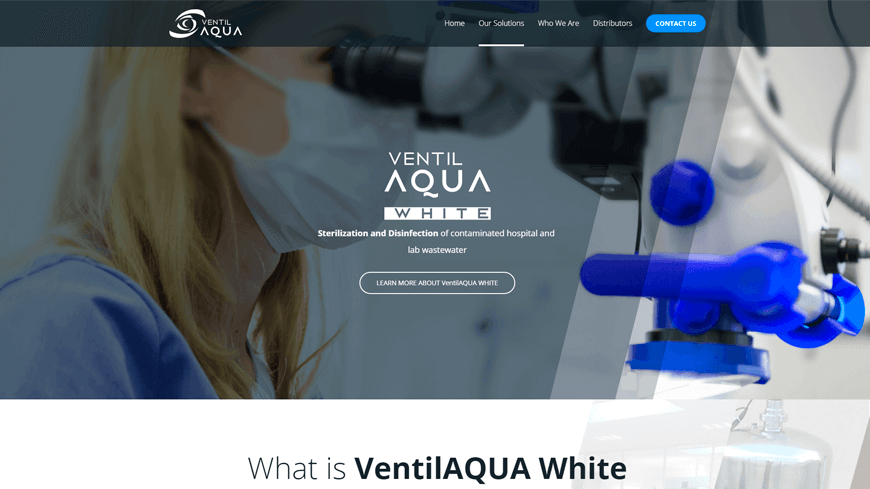 VENTIL
AQUA
Home
Our Solutions
Who We Are
Distributors
CONTACT US
VENTIL
AQUA
WHITE
Sterilization and Disinfection of contaminated hospital and
lab wastewater
LEARN MORE ABOUT VentilAQUA WHITE
What is VentilAQUA White